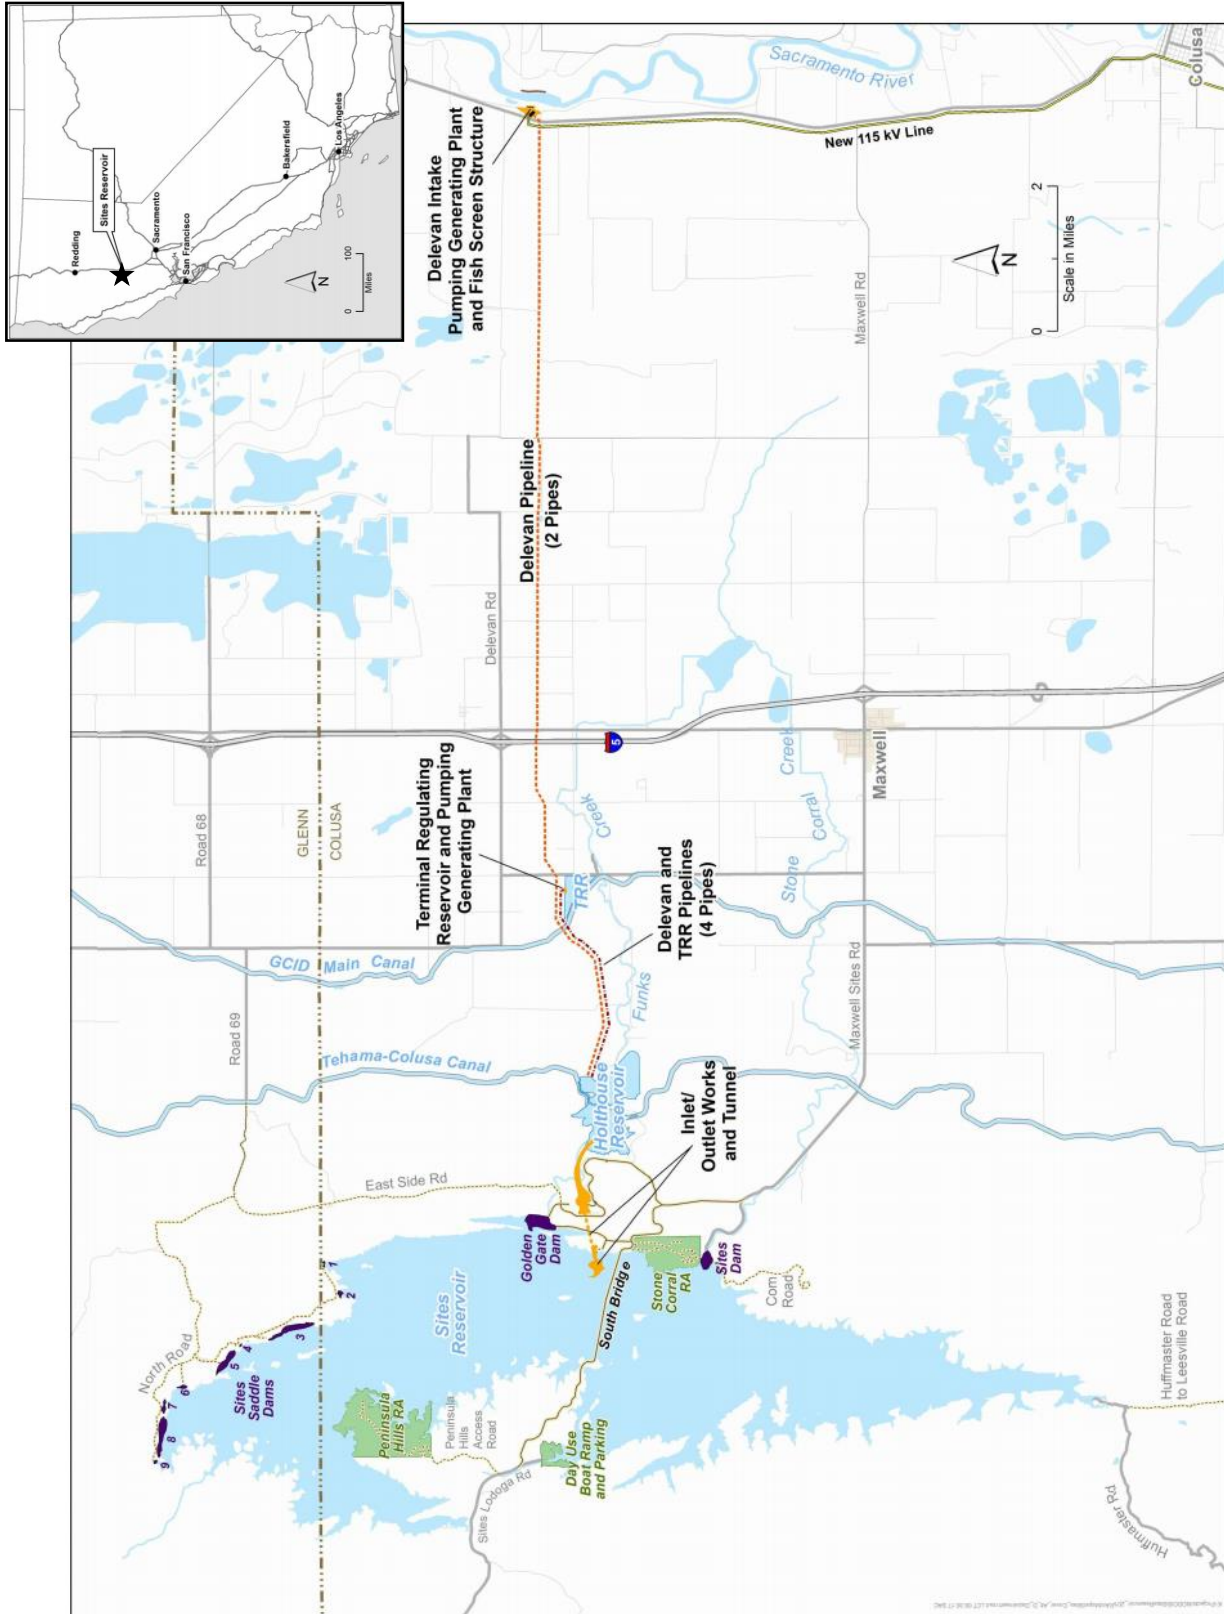 Redding
Sites Reservoir
Sacramento
San Francisco
Bakersfield
Los Angeles
N
0
100
Miles
Sacramento River
Colusa
Delevan Intake
Pumping Generating Plant
and Fish Screen Structure
New 115 kV Line
0
2
Scale in Miles
N
Maxwell Rd
Delevan Pipeline
(2 Pipes)
Delevan Rd
5
Road 68
GLENN
COLUSA
Terminal Regulating
Reservoir and Pumping
Generating Plant
Creek
TRR
Funks
Delevan and
TRR Pipelines
(4 Pipes)
Stone
Corral
Creek
Maxwell
GCID Main Canal
Road 69
Tehama-Colusa Canal
Holthouse
Reservoir
Inlet/
Outlet Works
and Tunnel
Maxwell Sites Rd
East Side Rd
Golden
Gate
Dam
Sites
Reservoir
South Bridge
Stone
Corral
RA
Sites
Dam
Com
Road
North Road
1
2
3
4
5
6
7
8
9
Sites
Saddle
Dams
Peninsula
Hills RA
Peninsula
Hills
Access
Road
Sites Lodoga Rd
Day Use
Boat Ramp
and Parking
Huffmaster Road
to Leesville Road
Huffmaster Rd